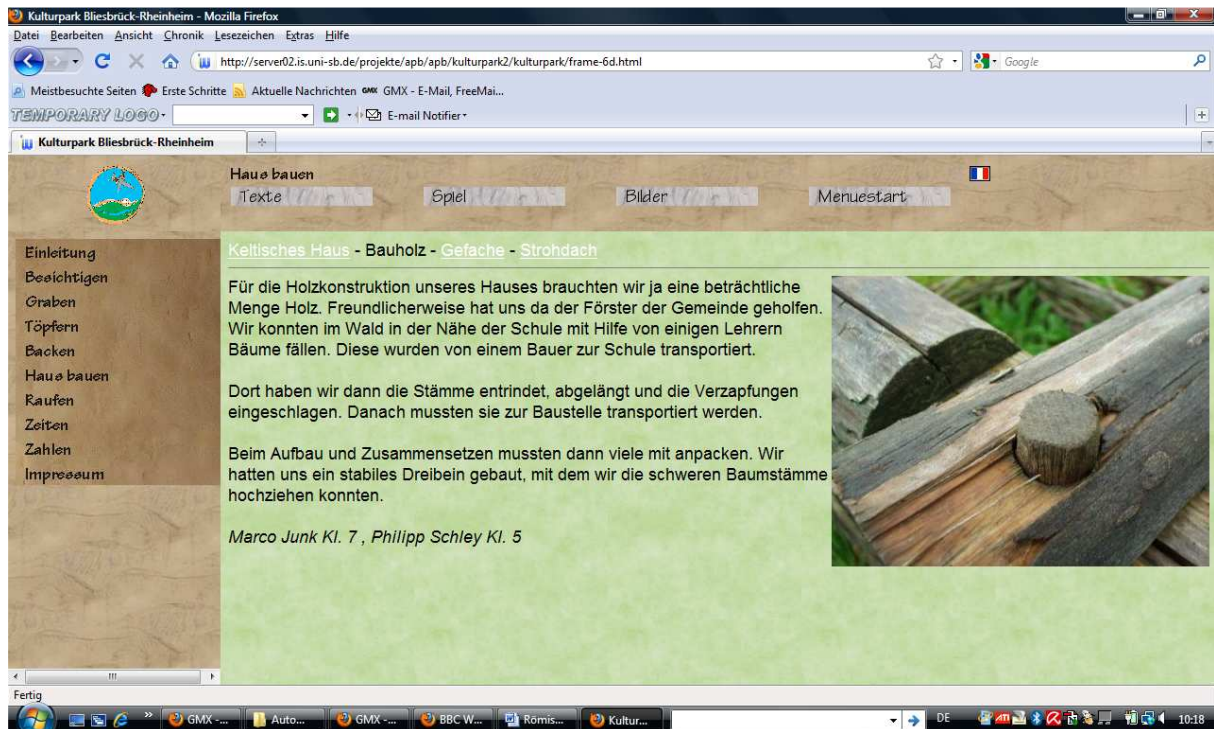 Kulturpark Bliesbrück-Rheinheim - Mozilla Firefox
Datei Bearbeiten Ansicht Chronik Lesezeichen Extras Hilfe
http://server02.is.uni-sb.de/projekte/apb/apb/kulturpark2/kulturpark/frame-6d.html
Google
Meistbesuchte Seiten Erste Schritte Aktuelle Nachrichten GMX GMX - E-Mail, FreeMai...
TEMPORARY LOGO
E-mail Notifier
Kulturpark Bliesbrück-Rheinheim
Haus bauen
Texte Spiel Bilder Menuestart
Einleitung
Besichtigen
Graben
Töpfern
Backen
Haus bauen
Raufen
Zeiten
Zahlen
Impressum
Keltisches Haus - Bauholz - Gefache - Strohdach
Für die Holzkonstruktion unseres Hauses brauchten wir ja eine beträchtliche
Menge Holz. Freundlicherweise hat uns da der Förster der Gemeinde geholfen.
Wir konnten im Wald in der Nähe der Schule mit Hilfe von einigen Lehrern
Bäume fällen. Diese wurden von einem Bauer zur Schule transportiert.
Dort haben wir dann die Stämme entrindet, abgelängt und die Verzapfungen
eingeschlagen. Danach mussten sie zur Baustelle transportiert werden.
Beim Aufbau und Zusammensetzen mussten dann viele mit anpacken. Wir
hatten uns ein stabiles Dreibein gebaut, mit dem wir die schweren Baumstämme
hochziehen konnten.
Marco Junk Kl. 7 , Philipp Schley Kl. 5
Fertig
GMX -... Auto... GMX -... BBC W... Römis... Kultur... DE 10:18